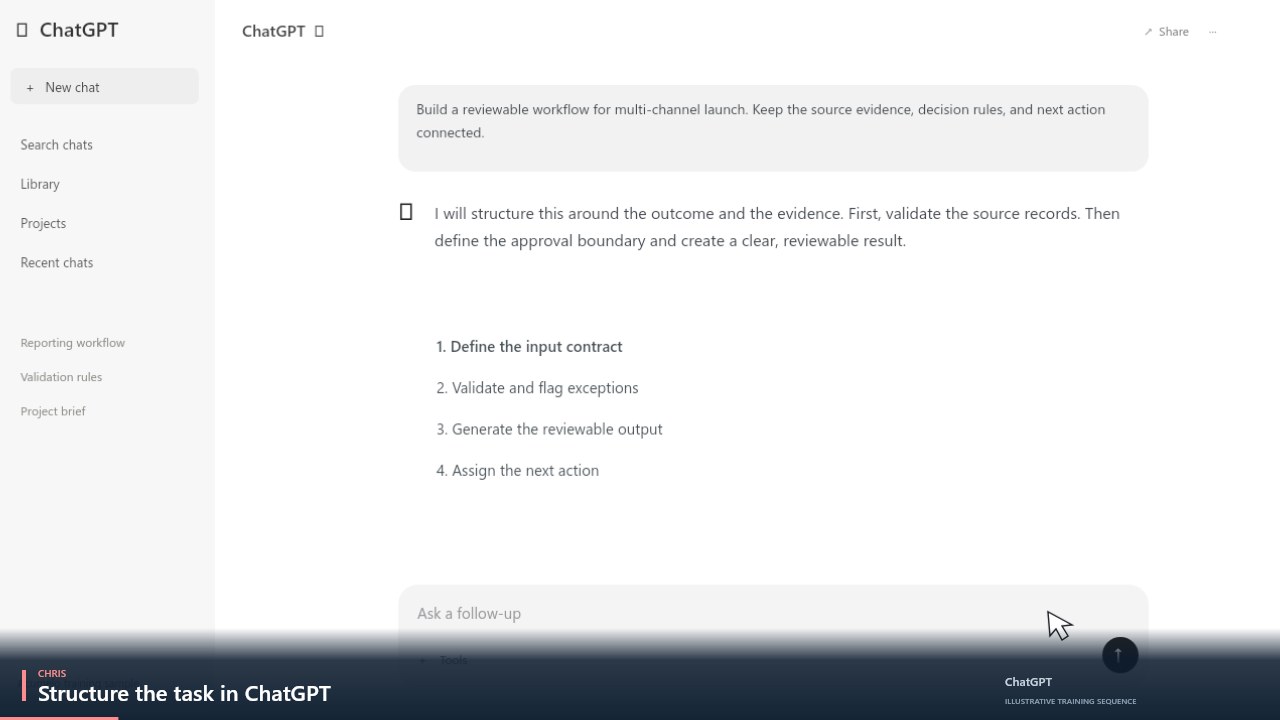 ChatGPT
+ New chat
Search chats
Library
Projects
Recent chats
Reporting workflow
Validation rules
Project brief
ChatGPT
Share ...
Build a reviewable workflow for multi-channel launch. Keep the source evidence, decision rules, and next action
connected.
I will structure this around the outcome and the evidence. First, validate the source records. Then
define the approval boundary and create a clear, reviewable result.
1. Define the input contract
2. Validate and flag exceptions
3. Generate the reviewable output
4. Assign the next action
Ask a follow-up
+ Tools
CHRIS
Structure the task in ChatGPT
ChatGPT
ILLUSTRATIVE TRAINING SEQUENCE